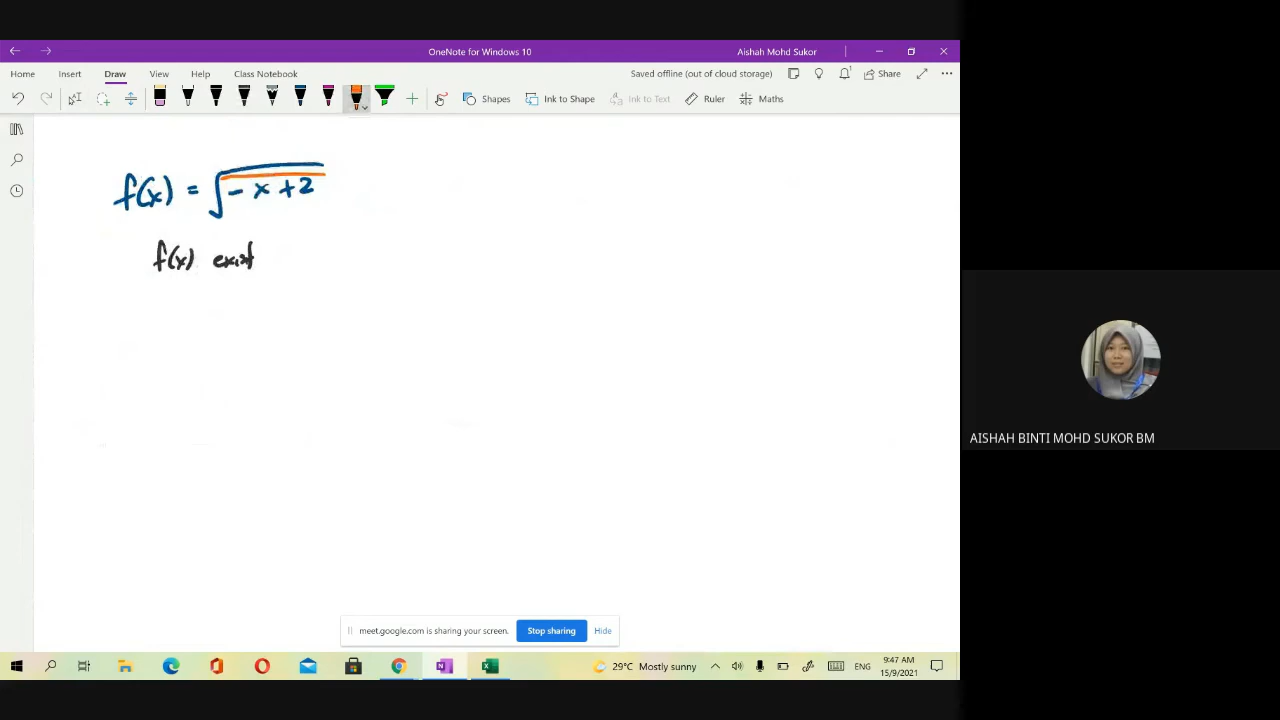 OneNote for Windows 10
Aishah Mohd Sukor
Home Insert Draw View Help Class Notebook
Saved offline (out of cloud storage)
Share
Shapes Ink to Shape Ink to Text Ruler Maths
f(x) = √-x+2
f(x) exist
AISHAH BINTI MOHD SUKOR BM
meet.google.com is sharing your screen. Stop sharing Hide
29°C Mostly sunny ENG 9:47 AM
15/9/2021